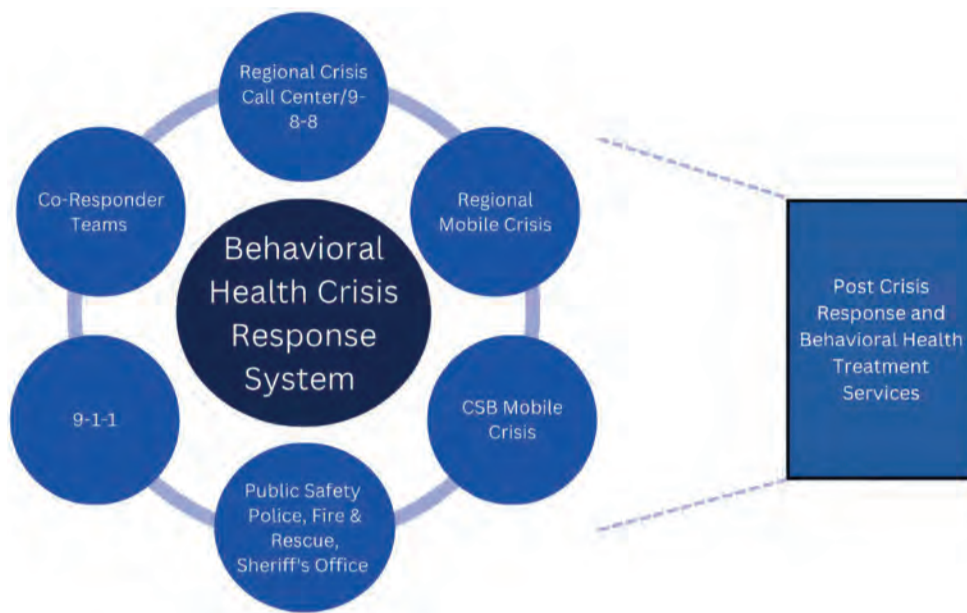 Regional Crisis
Call Center/9-
8-8
Regional
Mobile Crisis
CSB Mobile
Crisis
Public Safety
Police, Fire &
Rescue,
Sheriff's Office
9-1-1
Co-Responder
Teams
Behavioral
Health Crisis
Response
System
Post Crisis
Response and
Behavioral Health
Treatment
Services